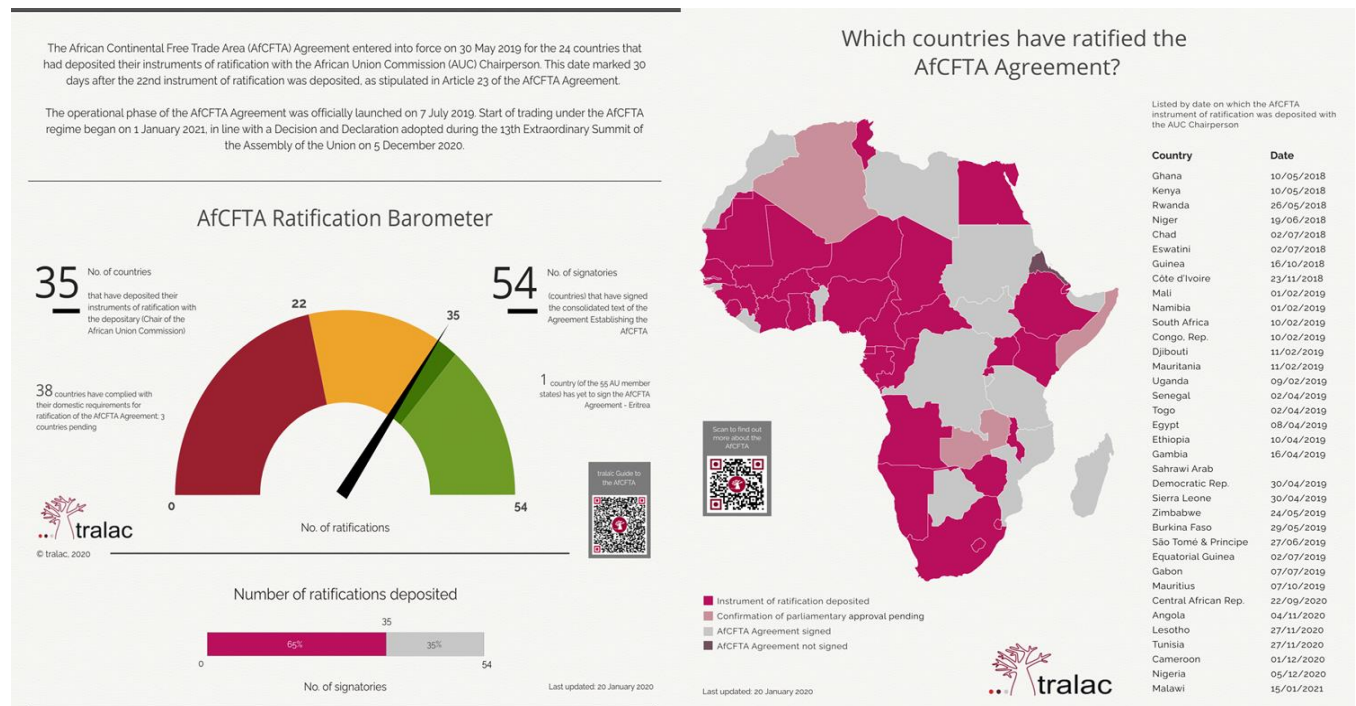 The African Continental Free Trade Area (AfCFTA) Agreement entered into force on 30 May 2019 for the 24 countries that
had deposited their instruments of ratification with the African Union Commission (AUC) Chairperson. This date marked 30
days after the 22nd instrument of ratification was deposited, as stipulated in Article 23 of the AfCFTA Agreement.
The operational phase of the AfCFTA Agreement was officially launched on 7 July 2019. Start of trading under the AfCFTA
regime began on 1 January 2021, in line with a Decision and Declaration adopted during the 13th Extraordinary Summit of
the Assembly of the Union on 5 December 2020.
AfCFTA Ratification Barometer
35
No. of countries
that have deposited their
instruments of ratification with
the depositary (Chair of the
African Union Commission)
54
No. of signatories
(countries) that have signed
the consolidated text of the
Agreement Establishing the
AfCFTA
38 countries have complied with
their domestic requirements for
ratification of the AfCFTA Agreement; 3
countries pending
1 country (of the 55 AU member
states) has yet to sign the AfCFTA
Agreement - Eritrea
22
35
0
54
No. of ratifications
tralac Guide to
the AfCFTA
tralac
© tralac, 2020
Number of ratifications deposited
35
65%
35%
0
54
No. of signatories
Last updated: 20 January 2020
Which countries have ratified the
AfCFTA Agreement?
Listed by date on which the AfCFTA
instrument of ratification was deposited with
the AUC Chairperson
Country Date
Ghana 10/05/2018
Kenya 10/05/2018
Rwanda 26/05/2018
Niger 19/06/2018
Chad 02/07/2018
Eswatini 02/07/2018
Guinea 16/10/2018
Côte d'Ivoire 23/11/2018
Mali 01/02/2019
Namibia 01/02/2019
South Africa 10/02/2019
Congo, Rep. 10/02/2019
Djibouti 11/02/2019
Mauritania 11/02/2019
Uganda 09/02/2019
Senegal 02/04/2019
Togo 02/04/2019
Egypt 08/04/2019
Ethiopia 10/04/2019
Gambia 16/04/2019
Sahrawi Arab
Democratic Rep. 30/04/2019
Sierra Leone 30/04/2019
Zimbabwe 24/05/2019
Burkina Faso 29/05/2019
São Tomé & Príncipe 27/06/2019
Equatorial Guinea 02/07/2019
Gabon 07/07/2019
Mauritius 07/10/2019
Central African Rep. 22/09/2020
Angola 04/11/2020
Lesotho 27/11/2020
Tunisia 27/11/2020
Cameroon 01/12/2020
Nigeria 05/12/2020
Malawi 15/01/2021
Scan to find out
more about the
AfCFTA
Instrument of ratification deposited
Confirmation of parliamentary approval pending
AfCFTA Agreement signed
AfCFTA Agreement not signed
Last updated: 20 January 2020
tralac